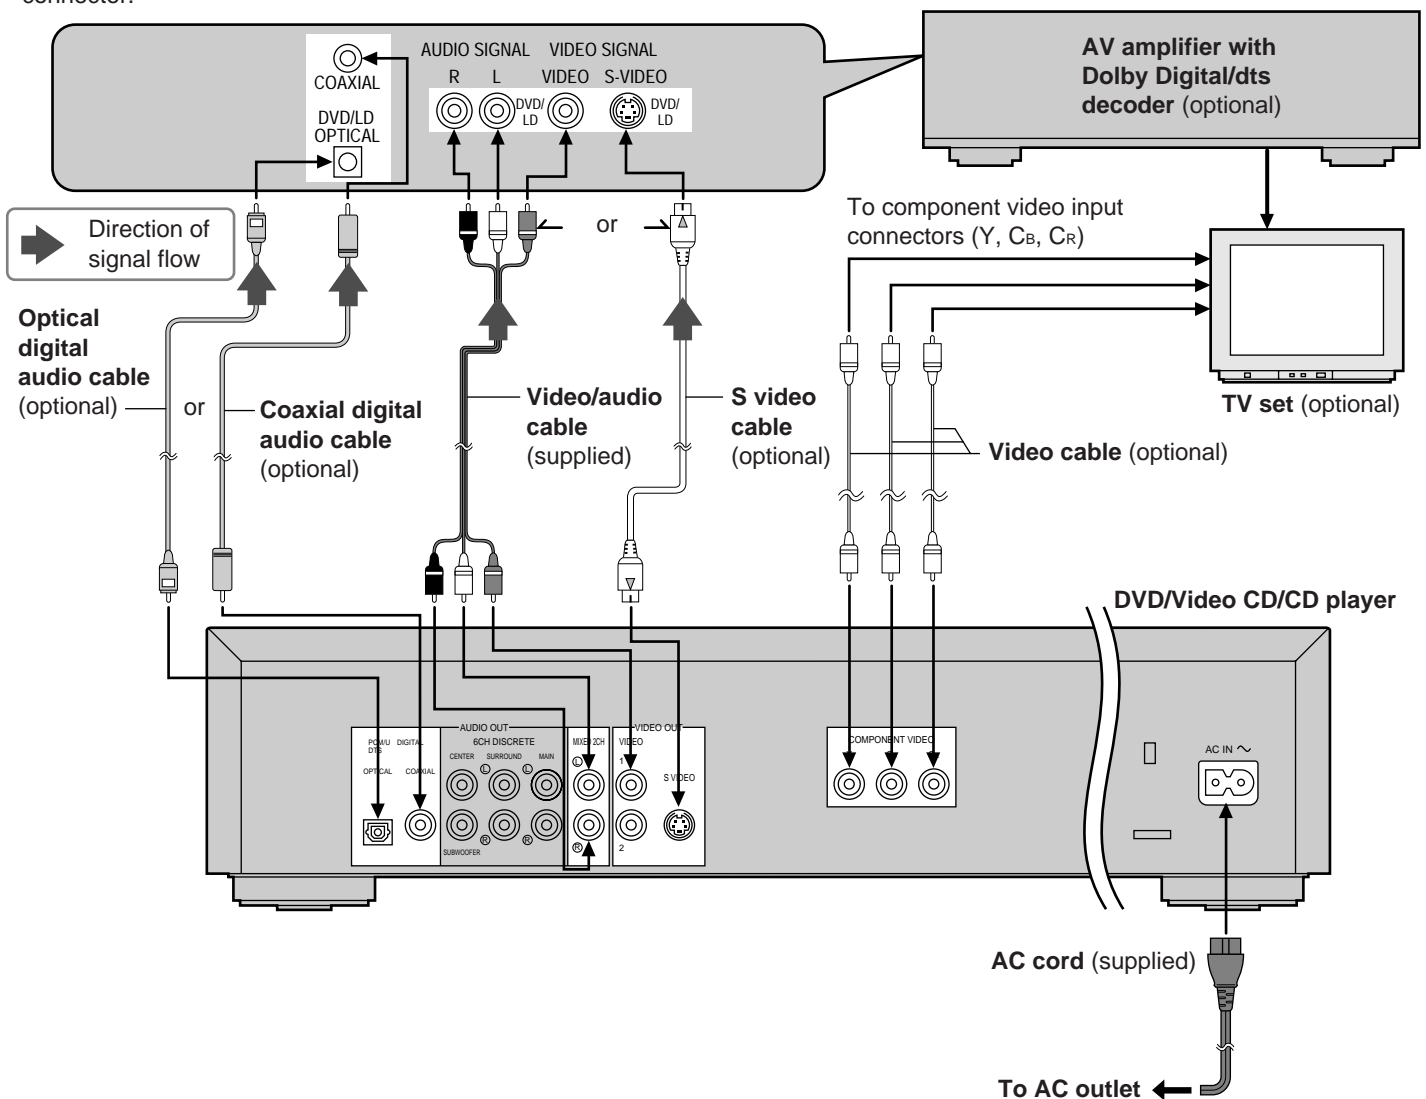 connector.
AUDIO SIGNAL VIDEO SIGNAL
R L VIDEO S-VIDEO
COAXIAL
DVD/LD
OPTICAL
DVD/
LD
DVD/
LD
AV amplifier with
Dolby Digital/dts
decoder (optional)
Direction of
signal flow
or
To component video input
connectors (Y, CB, CR)
Optical
digital
audio cable
(optional)
or
Coaxial digital
audio cable
(optional)
Video/audio
cable
(supplied)
S video
cable
(optional)
TV set (optional)
Video cable (optional)
DVD/Video CD/CD player
AUDIO OUT
VIDEO OUT
PCM/ DIGITAL
DTS
6CH DISCRETE
MIXED 2CH
VIDEO
COMPONENT VIDEO
CENTER SURROUND MAIN
OPTICAL COAXIAL
L L L
1
S VIDEO
AC IN ~
SUBWOOFER
R R R
2
AC cord (supplied)
To AC outlet